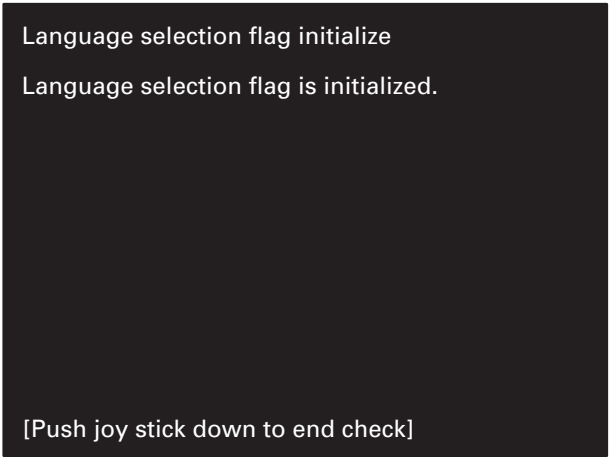 Language selection flag initialize
Language selection flag is initialized.
[Push joy stick down to end check]